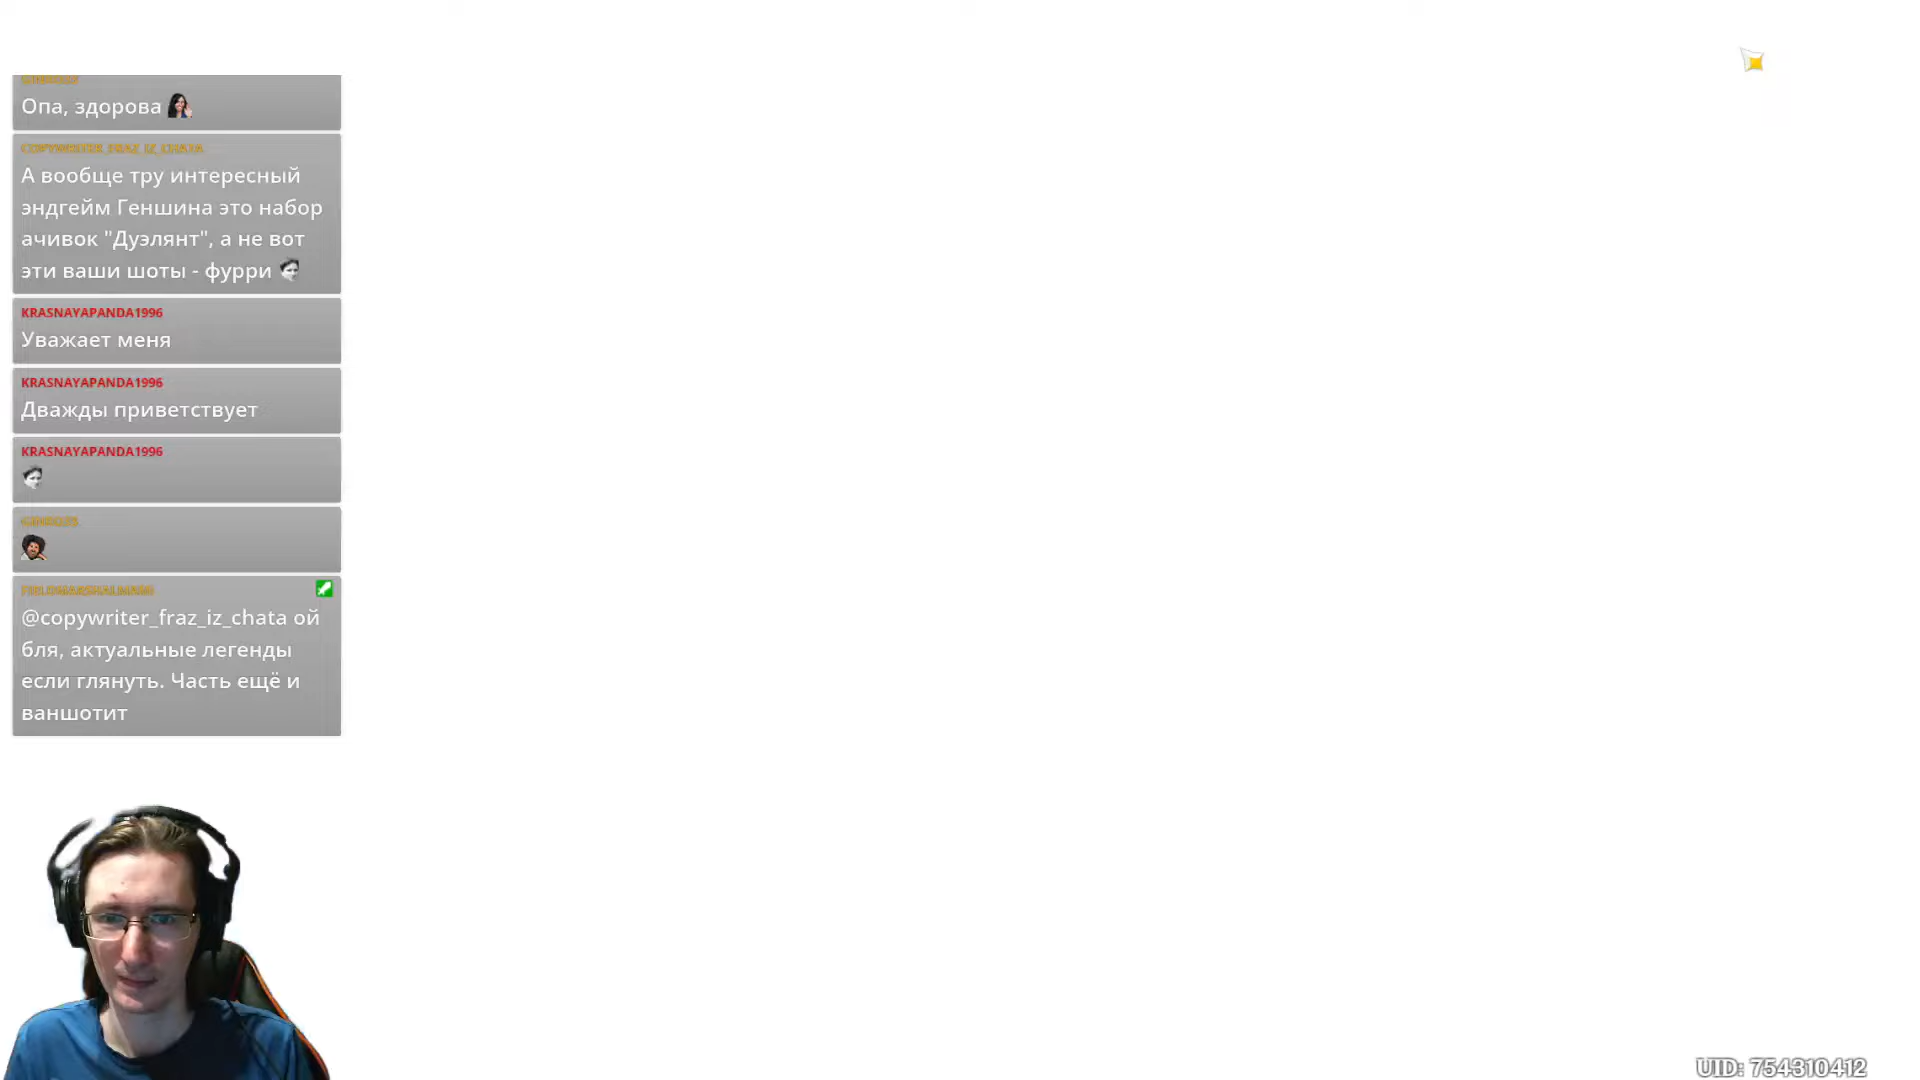 Опа, здорова
COPYWRITER_FRAZ_IZ_CHATA
А вообще тру интересный
эндгейм Геншина это набор
ачивок "Дуэлянт", а не вот
эти ваши шоты - фурри
KRASNAYAPANDA1996
Уважает меня
KRASNAYAPANDA1996
Дважды приветствует
KRASNAYAPANDA1996
@copywriter_fraz_iz_chata ой
бля, актуальные легенды
если глянуть. Часть ещё и
ваншотит
UID: 754310412